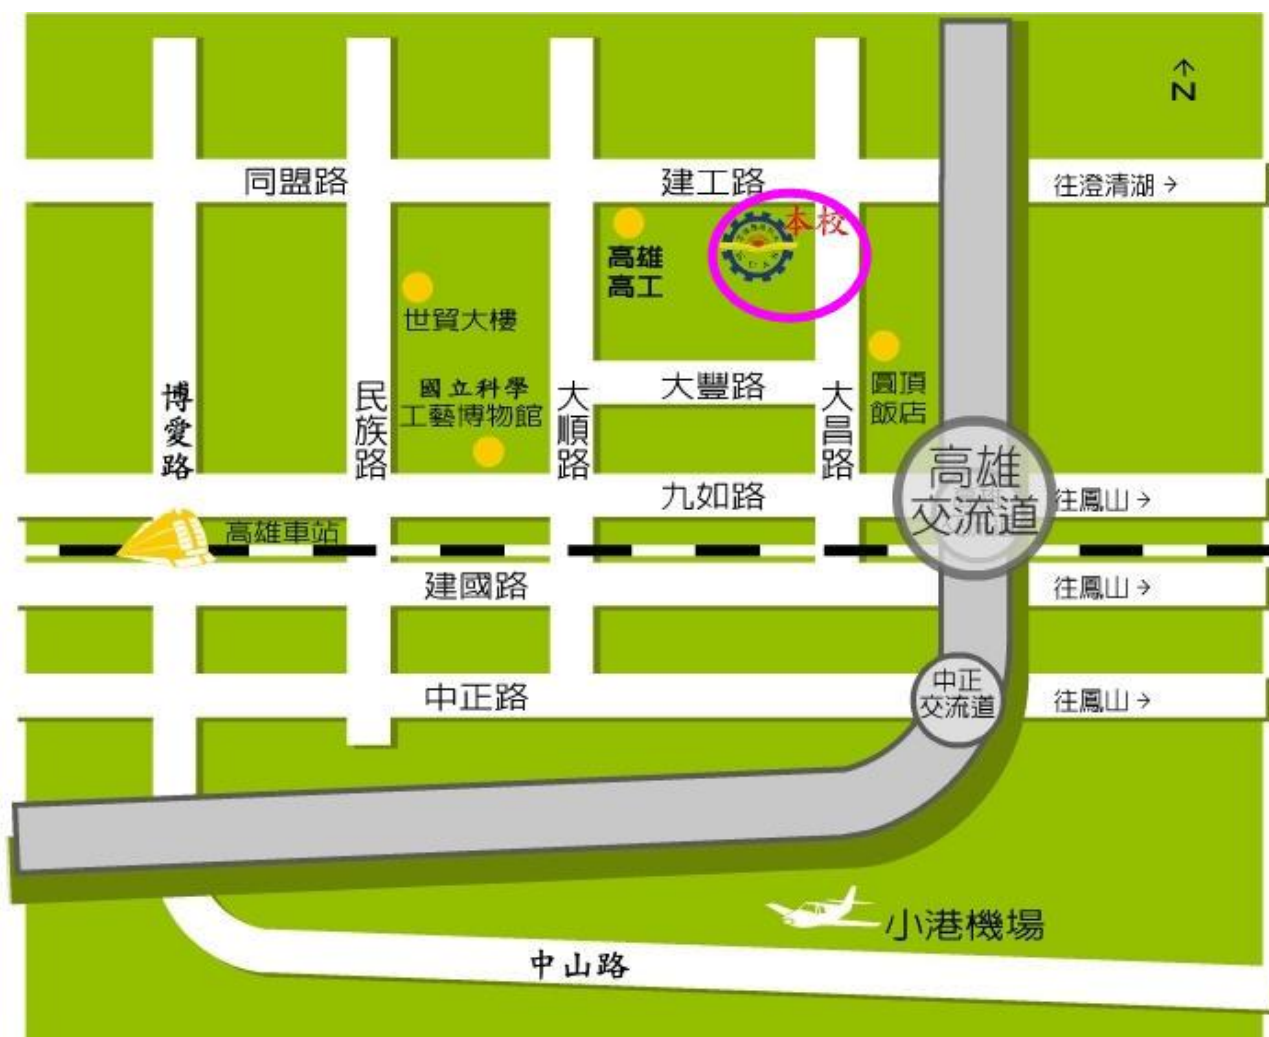 N
同盟路
建工路
往澄清湖
本校
高雄
高工
世貿大樓
國立科學
工藝博物館
博愛路
民族路
大順路
大豐路
大昌路
圓頂
飯店
高雄
交流道
九如路
往鳳山
高雄車站
建國路
往鳳山
中正路
中正
交流道
往鳳山
小港機場
中山路